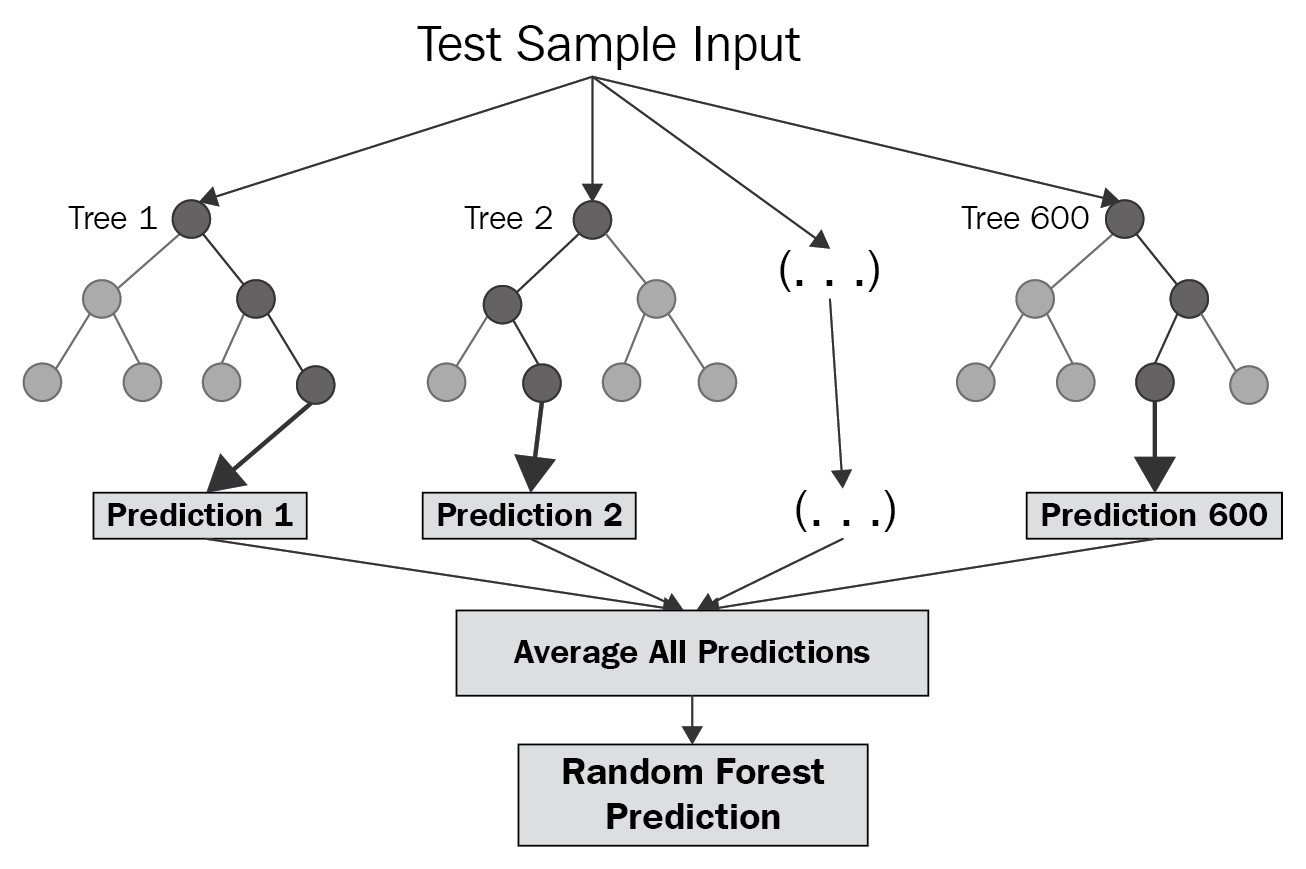 Test Sample Input
Tree 1
Tree 2
Tree 600
(. . .)
Prediction 1
Prediction 2
(. . .)
Prediction 600
Average All Predictions
Random Forest
Prediction